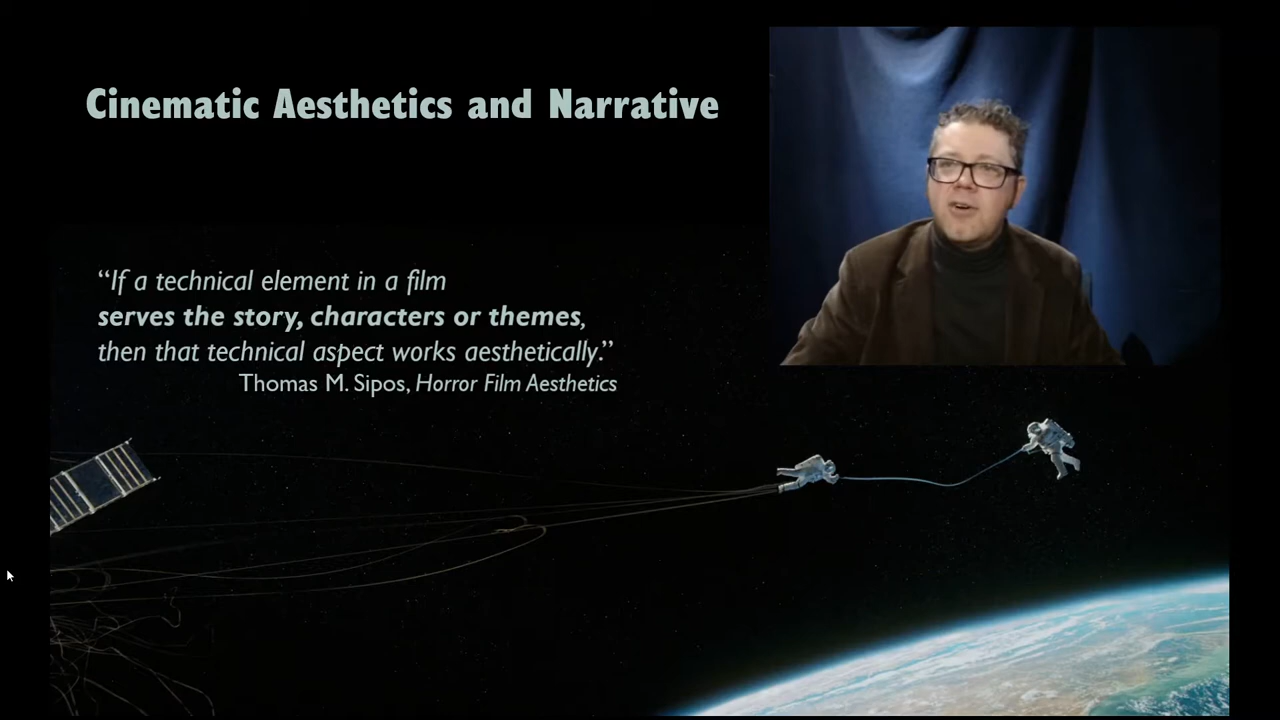 Cinematic Aesthetics and Narrative
“If a technical element in a film
serves the story, characters or themes,
then that technical aspect works aesthetically.”
Thomas M. Sipos, Horror Film Aesthetics